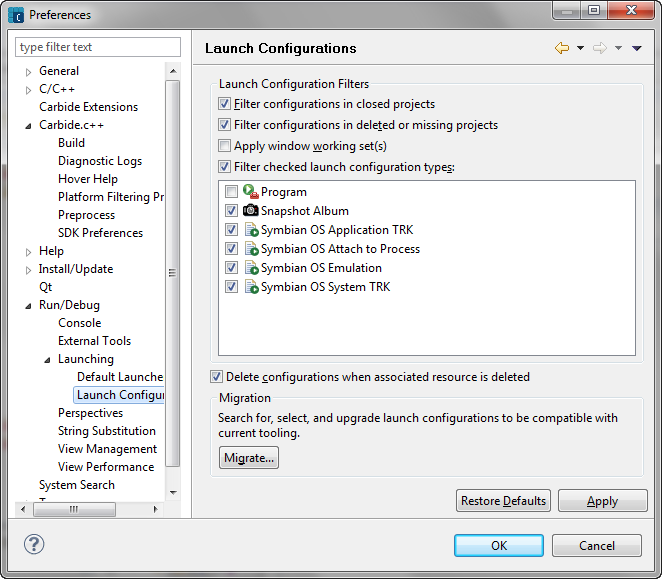 Preferences
type filter text
General
C/C++
Carbide Extensions
Carbide.c++
Build
Diagnostic Logs
Hover Help
Platform Filtering Pr
Preprocess
SDK Preferences
Help
Install/Update
Qt
Run/Debug
Console
External Tools
Launching
Default Launche
Launch Configur
Perspectives
String Substitution
View Management
View Performance
System Search
Launch Configurations
Launch Configuration Filters
Filter configurations in closed projects
Filter configurations in deleted or missing projects
Apply window working set(s)
Filter checked launch configuration types:
Program
Snapshot Album
Symbian OS Application TRK
Symbian OS Attach to Process
Symbian OS Emulation
Symbian OS System TRK
Delete configurations when associated resource is deleted
Migration
Search for, select, and upgrade launch configurations to be compatible with
current tooling.
Migrate...
Restore Defaults
Apply
OK
Cancel